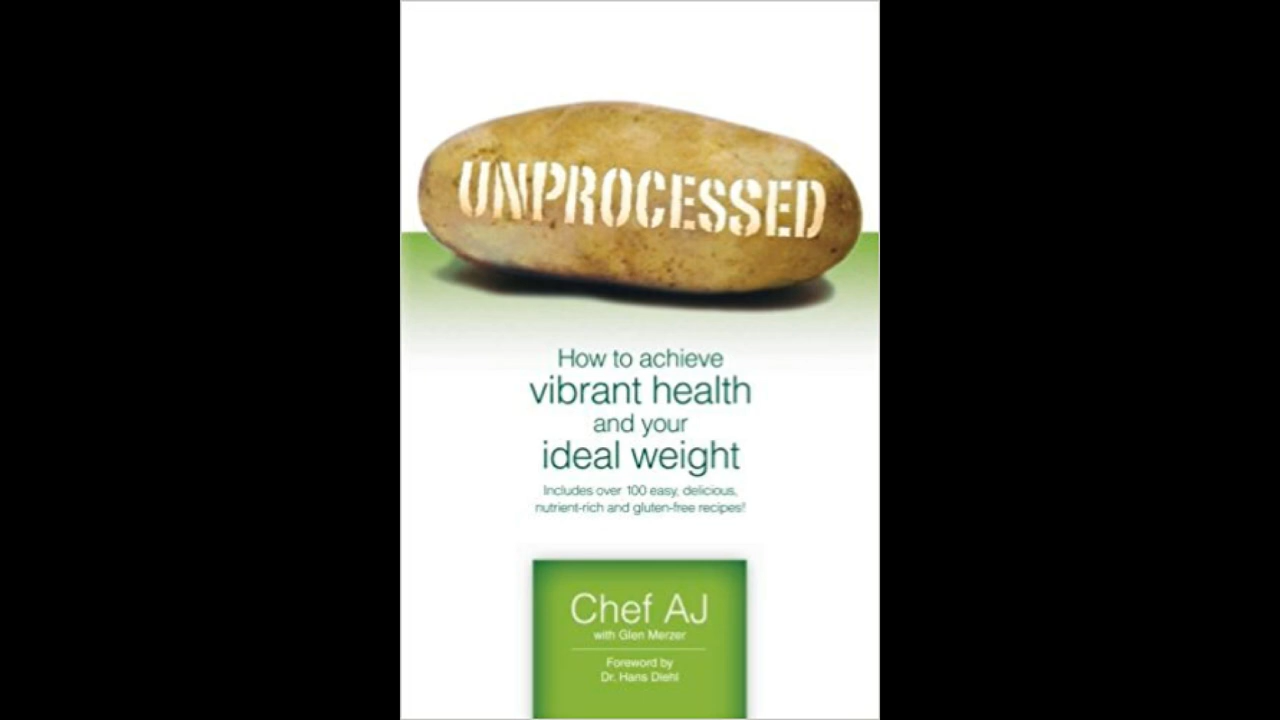 UNPROCESSED
How to achieve
vibrant health
and your
ideal weight
Includes over 100 easy, delicious,
nutrient-rich and gluten-free recipes!
Chef AJ
with Glen Merzer
Foreword by
Dr. Hans Diehl